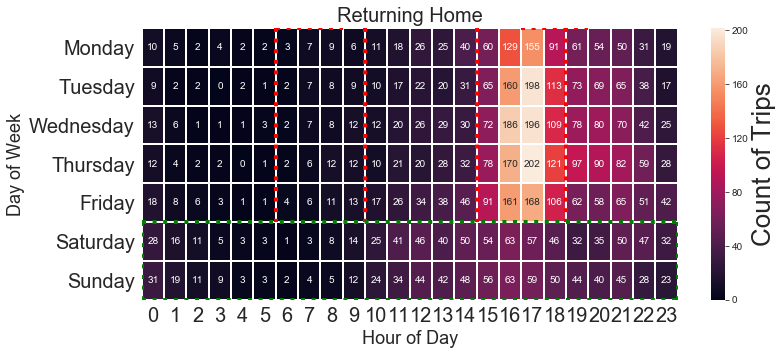 Returning Home
Monday 10 5 2 4 2 2 3 7 9 6 11 18 26 25 40 60 129 155 91 61 54 50 31 19
Tuesday 9 2 2 0 2 1 2 7 8 9 10 17 22 20 31 65 160 198 113 73 69 65 38 17
Wednesday 13 6 1 1 1 3 2 7 8 12 12 20 26 29 30 72 186 196 109 78 80 70 42 25
Thursday 12 4 2 2 0 1 2 6 12 12 10 21 20 28 32 78 170 202 121 97 90 82 59 28
Friday 18 8 6 3 1 1 4 6 11 13 17 26 34 38 46 91 161 168 106 62 58 65 51 42
Saturday 28 16 11 5 3 3 1 3 8 14 25 41 46 40 50 54 63 57 46 32 35 50 47 32
Sunday 31 19 11 9 3 3 2 4 5 12 24 34 44 42 48 56 63 59 50 44 40 45 28 23
0 1 2 3 4 5 6 7 8 9 10 11 12 13 14 15 16 17 18 19 20 21 22 23
Hour of Day
Day of Week
200
160
120
80
40
0
Count of Trips